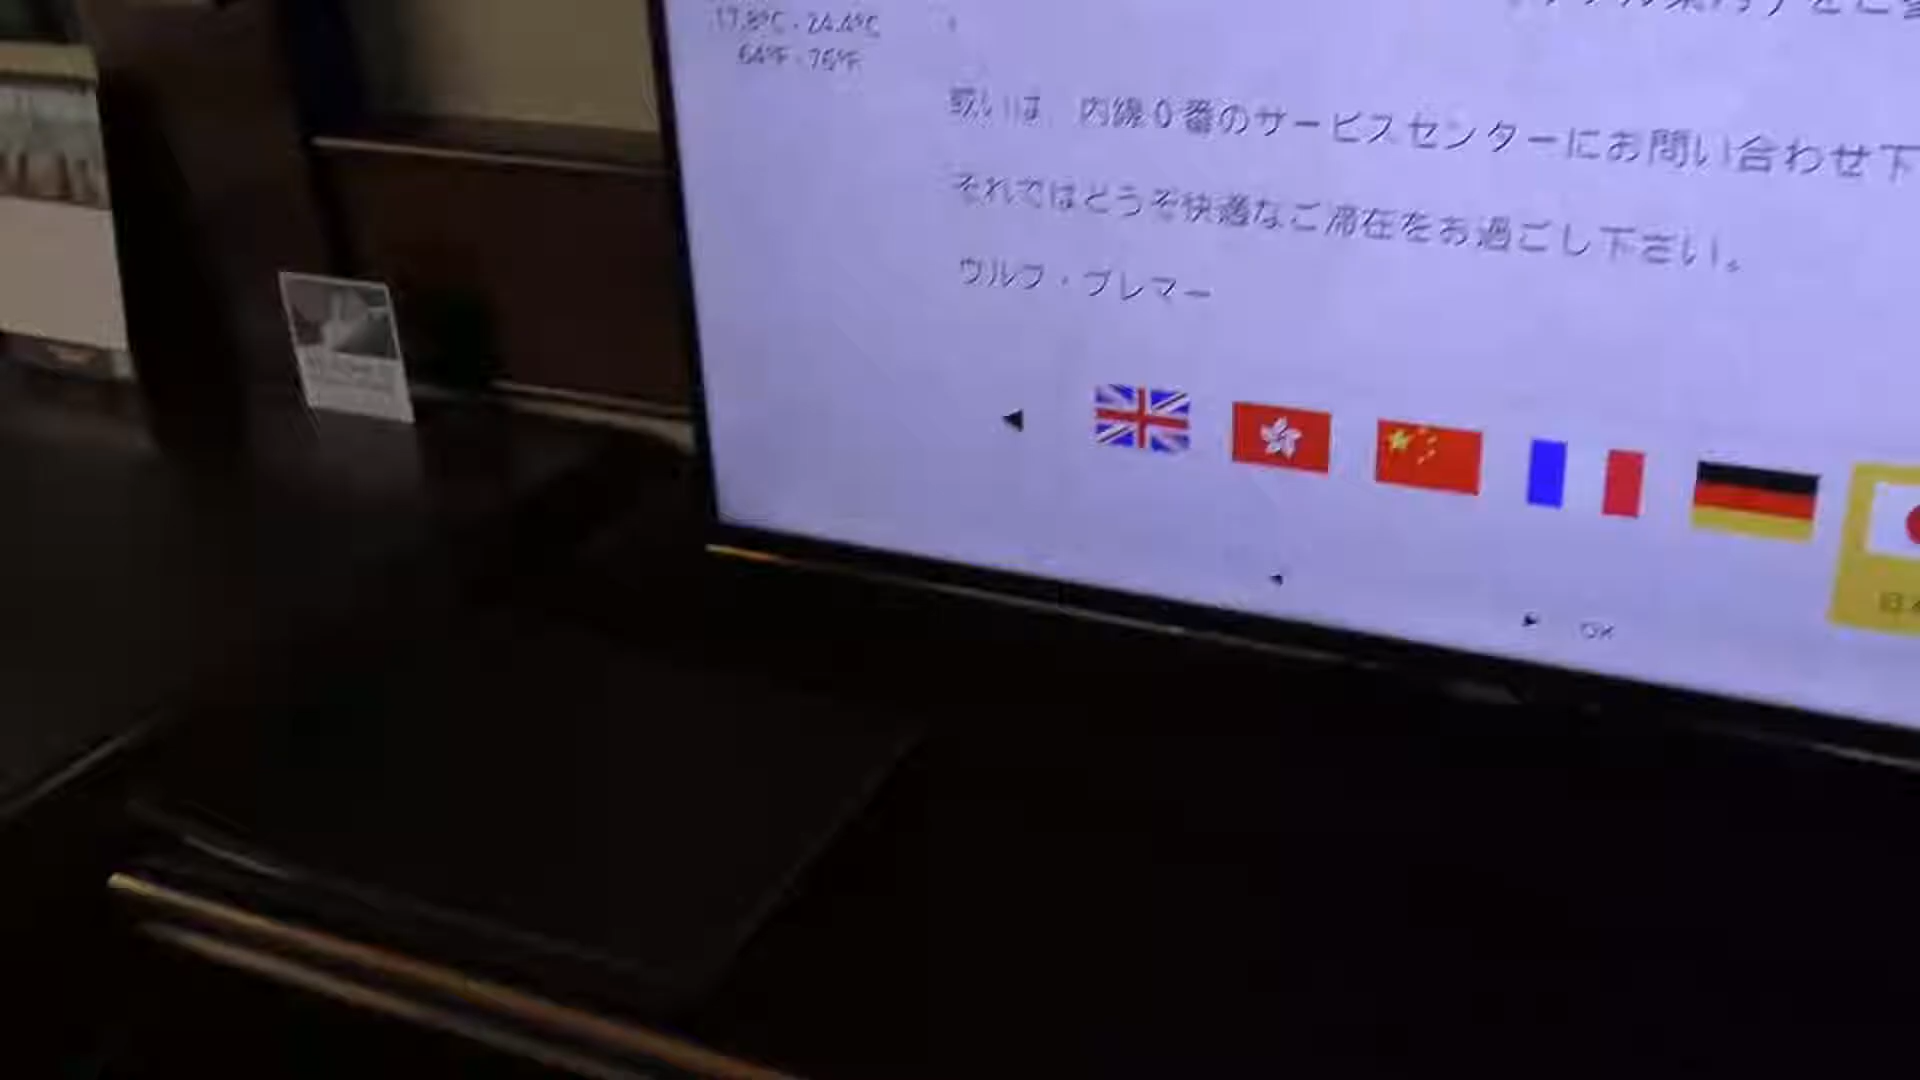 17.8°C - 24.4°C
64°F - 76°F
をご
或いは、内線0番のサービスセンターにお問い合わせ下
それではどうぞ快適なご滞在をお過ごし下さい。
ウルフ・ブレマー
OK